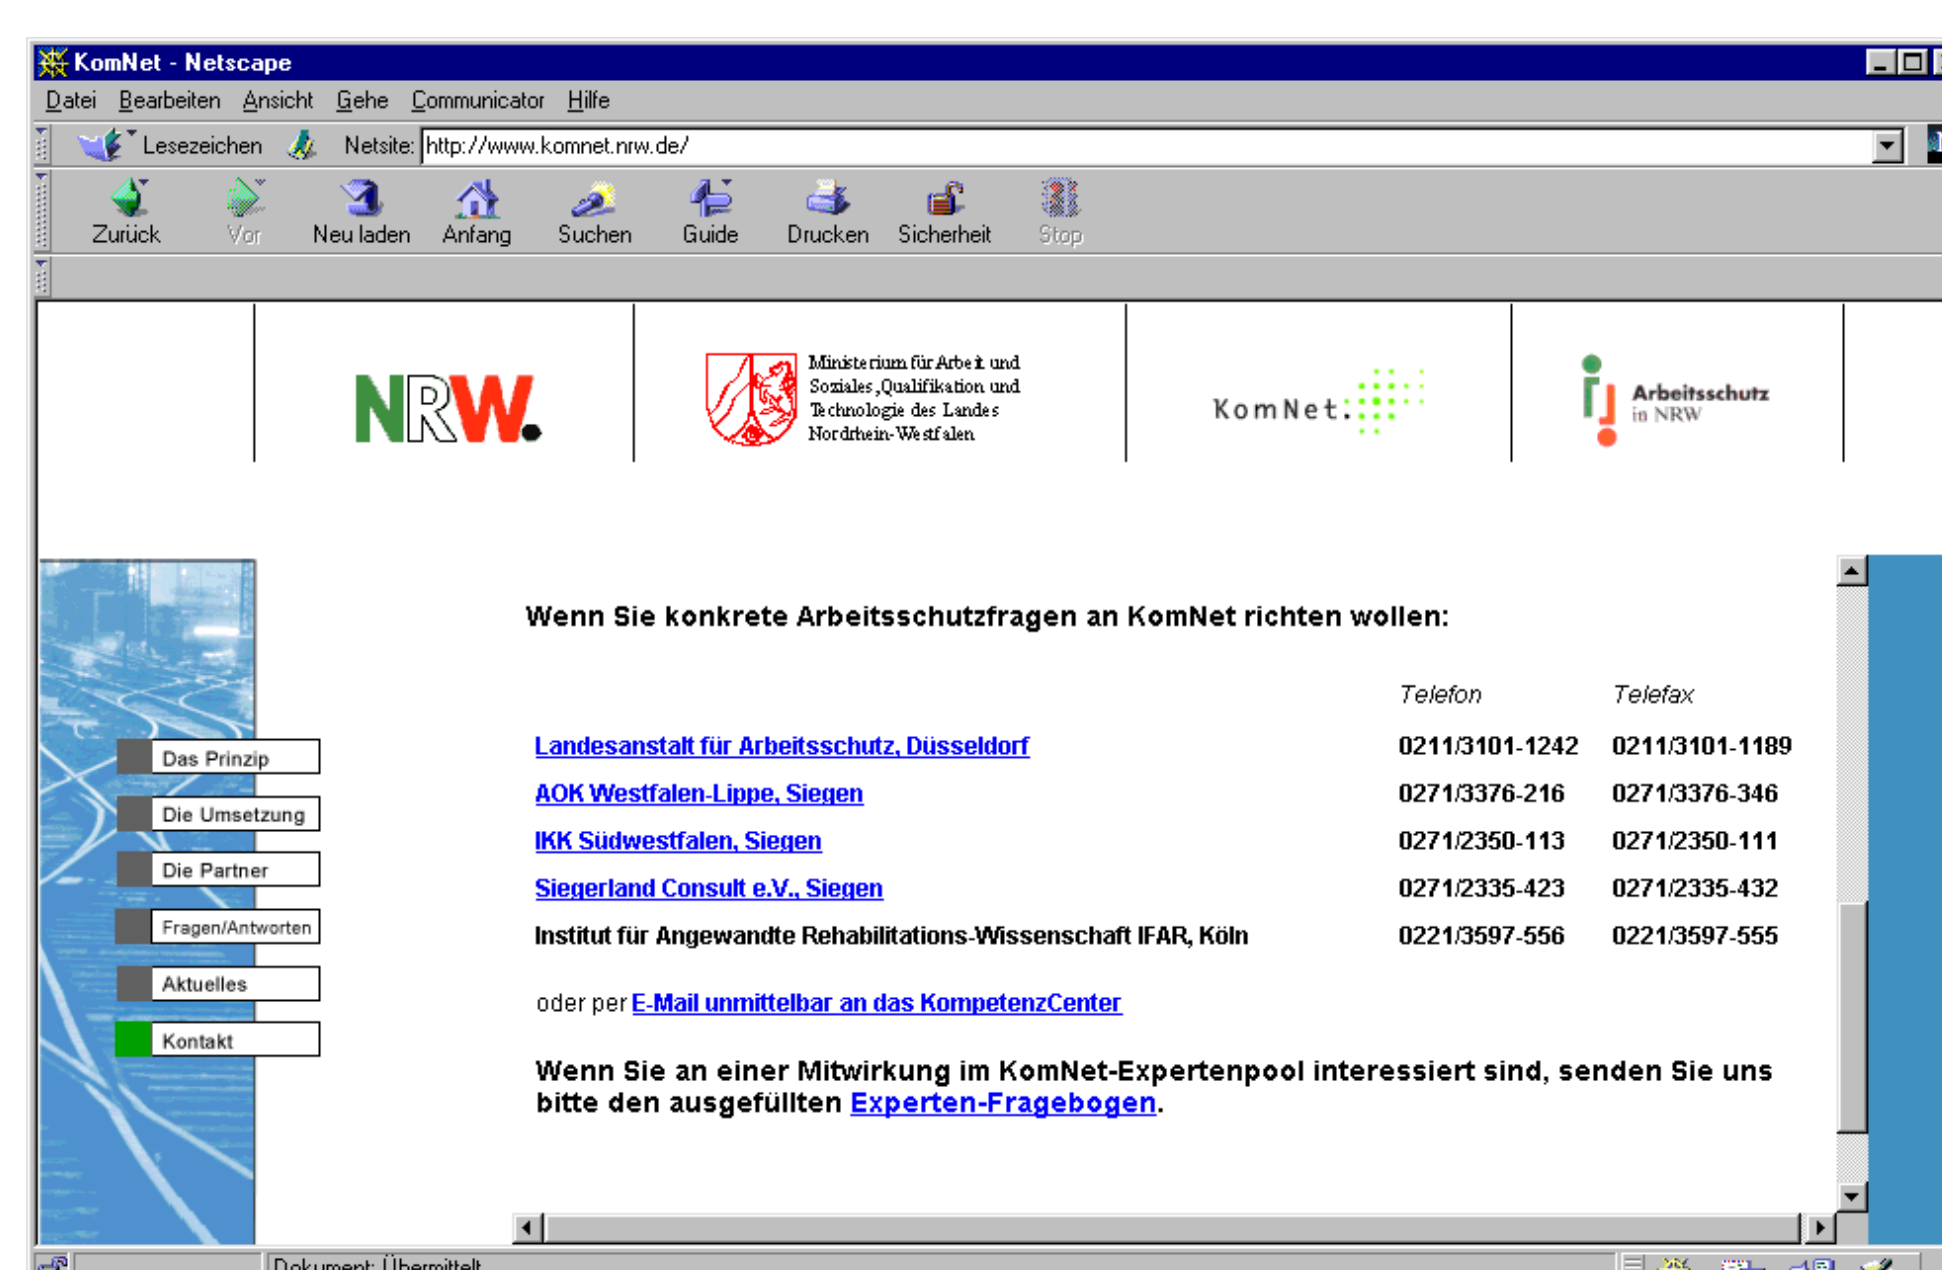 KomNet - Netscape
Datei Bearbeiten Ansicht Gehe Communicator Hilfe
Lesezeichen Netsite: http://www.komnet.nrw.de/
Zurück Vor Neu laden Anfang Suchen Guide Drucken Sicherheit Stop
NRW.
Ministerium für Arbeit und
Soziales, Qualifikation und
Technologie des Landes
Nordrhein-Westfalen
KomNet.
Arbeitsschutz
in NRW
Das Prinzip
Die Umsetzung
Die Partner
Fragen/Antworten
Aktuelles
Kontakt
Wenn Sie konkrete Arbeitsschutzfragen an KomNet richten wollen:
Telefon Telefax
Landesanstalt für Arbeitsschutz, Düsseldorf 0211/3101-1242 0211/3101-1189
AOK Westfalen-Lippe, Siegen 0271/3376-216 0271/3376-346
IKK Südwestfalen, Siegen 0271/2350-113 0271/2350-111
Siegerland Consult e.V., Siegen 0271/2335-423 0271/2335-432
Institut für Angewandte Rehabilitations-Wissenschaft IFAR, Köln 0221/3597-556 0221/3597-555
oder per E-Mail unmittelbar an das KompetenzCenter
Wenn Sie an einer Mitwirkung im KomNet-Expertenpool interessiert sind, senden Sie uns
bitte den ausgefüllten Experten-Fragebogen.
Dokument: Übermittelt